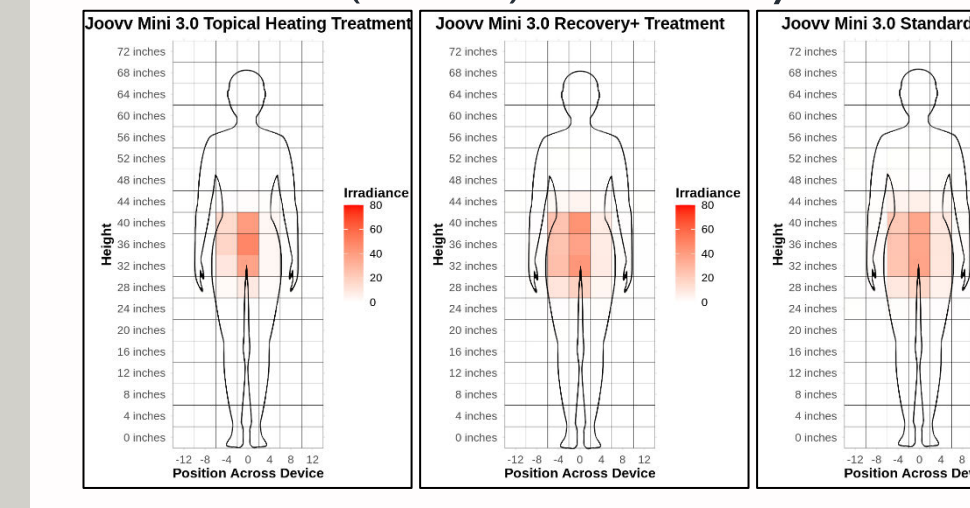 Joovv Mini 3.0 Topical Heating Treatment
72 inches
68 inches
64 inches
60 inches
56 inches
52 inches
48 inches
44 inches
40 inches
36 inches
32 inches
28 inches
24 inches
20 inches
16 inches
12 inches
8 inches
4 inches
0 inches
Height
-12 -8 -4 0 4 8 12
Position Across Device
Irradiance
80
60
40
20
0
Joovv Mini 3.0 Recovery+ Treatment
72 inches
68 inches
64 inches
60 inches
56 inches
52 inches
48 inches
44 inches
40 inches
36 inches
32 inches
28 inches
24 inches
20 inches
16 inches
12 inches
8 inches
4 inches
0 inches
Height
-12 -8 -4 0 4 8 12
Position Across Device
Irradiance
80
60
40
20
0
Joovv Mini 3.0 Standard
72 inches
68 inches
64 inches
60 inches
56 inches
52 inches
48 inches
44 inches
40 inches
36 inches
32 inches
28 inches
24 inches
20 inches
16 inches
12 inches
8 inches
4 inches
0 inches
Height
-12 -8 -4 0 4 8
Position Across De